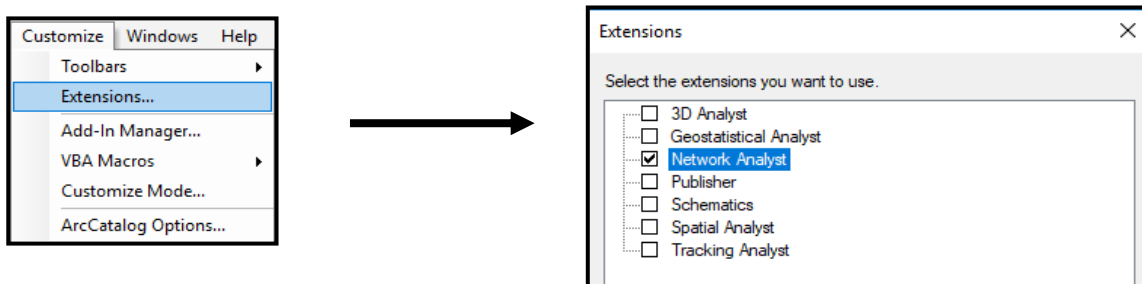 Customize Windows Help
Toolbars
Extensions...
Add-In Manager...
VBA Macros
Customize Mode...
ArcCatalog Options...
Extensions
Select the extensions you want to use.
3D Analyst
Geostatistical Analyst
Network Analyst
Publisher
Schematics
Spatial Analyst
Tracking Analyst